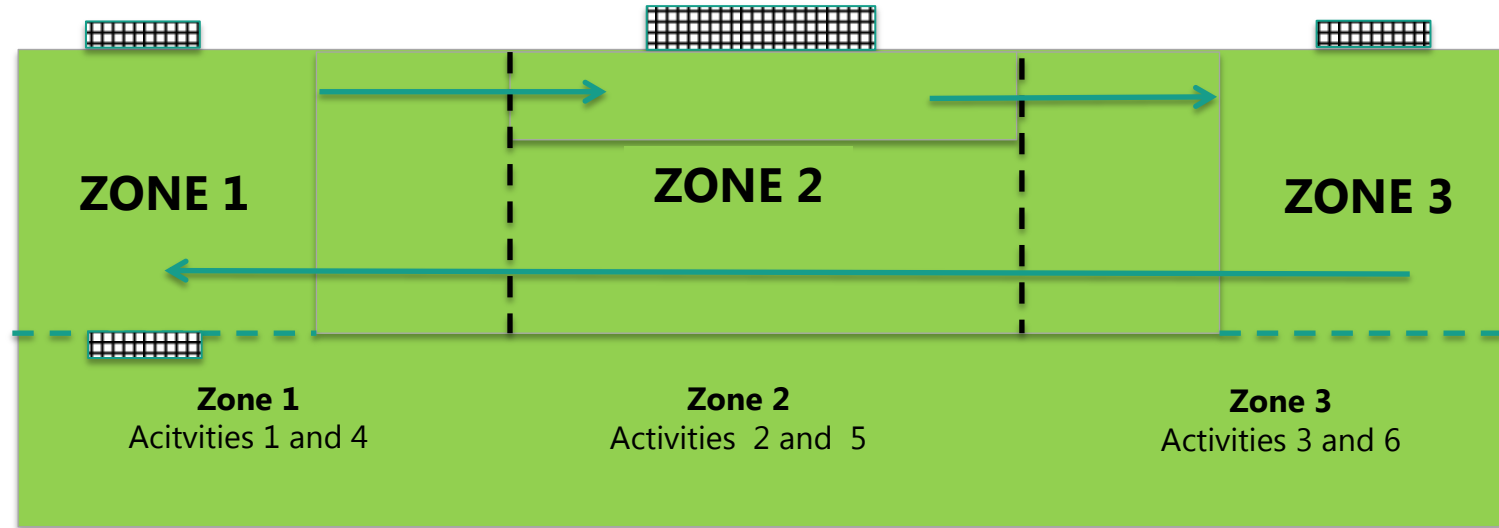 ZONE 1
ZONE 2
ZONE 3
Zone 1
Acitvities 1 and 4
Zone 2
Activities 2 and 5
Zone 3
Activities 3 and 6